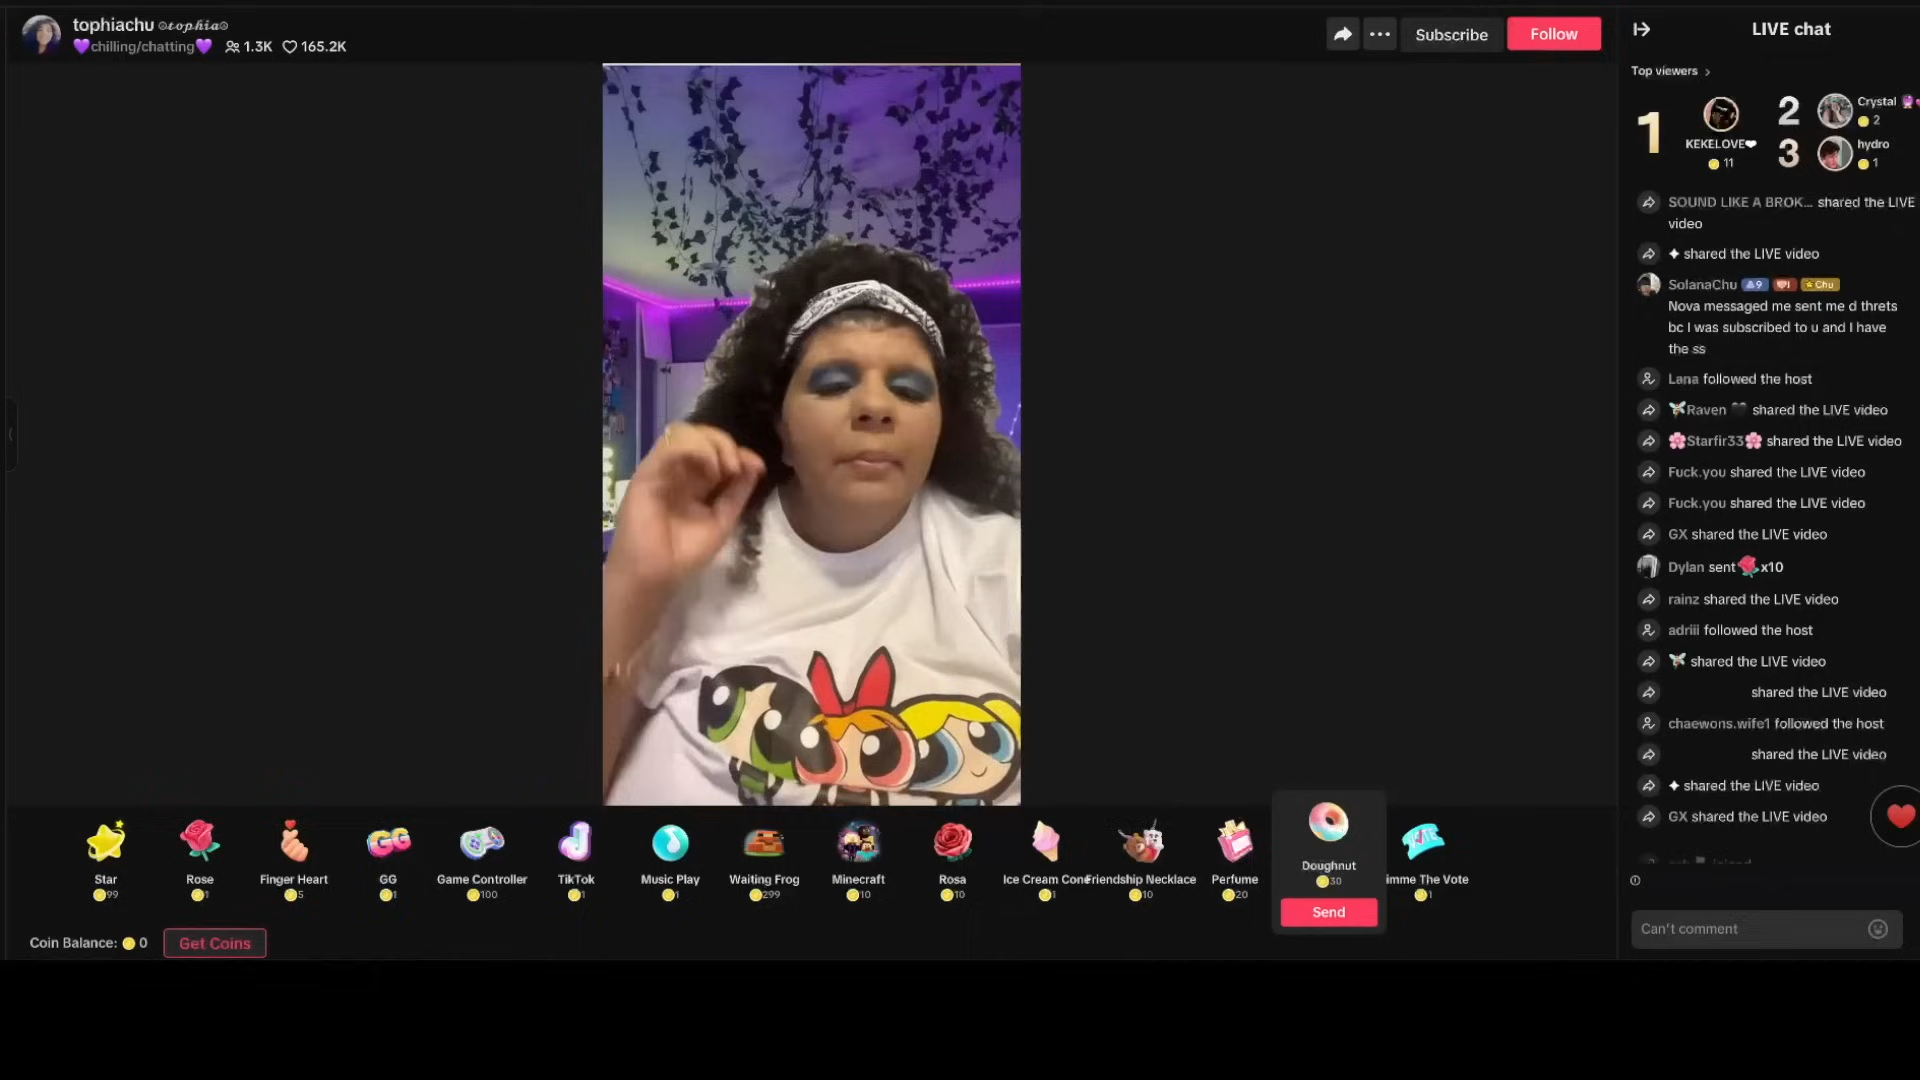 tophiachu ☺𝓽𝓸𝓹𝓱𝓲𝓪☺
💜chilling/chatting💜 1.3K 165.2K
Subscribe
Follow
LIVE chat
Top viewers
1
KEKELOVE❤
11
2
Crystal
2
3
hydro
1
SOUND LIKE A BROK... shared the LIVE
video
✦ shared the LIVE video
SolanaChu 9 I Chu
Nova messaged me sent me d threts
bc I was subscribed to u and I have
the ss
Lana followed the host
Raven 🖤 shared the LIVE video
🌸Starfir33🌸 shared the LIVE video
Fuck.you shared the LIVE video
Fuck.you shared the LIVE video
GX shared the LIVE video
Dylan sent🌹x10
rainz shared the LIVE video
adriii followed the host
shared the LIVE video
shared the LIVE video
chaewons.wife1 followed the host
shared the LIVE video
✦ shared the LIVE video
GX shared the LIVE video
Can't comment
Star
99
Rose
1
Finger Heart
5
GG
1
Game Controller
100
TikTok
1
Music Play
1
Waiting Frog
299
Minecraft
10
Rosa
10
Ice Cream Cone
1
Friendship Necklace
10
Perfume
20
Doughnut
30
Send
imme The Vote
1
Coin Balance: 0
Get Coins